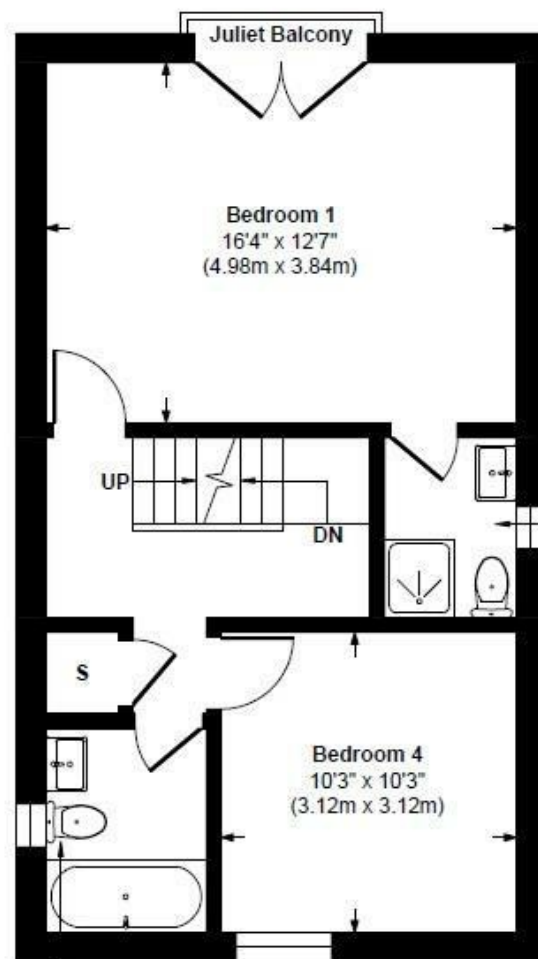 Juliet Balcony
Bedroom 1
16'4" x 12'7"
(4.98m x 3.84m)
UP
DN
S
Bedroom 4
10'3" x 10'3"
(3.12m x 3.12m)